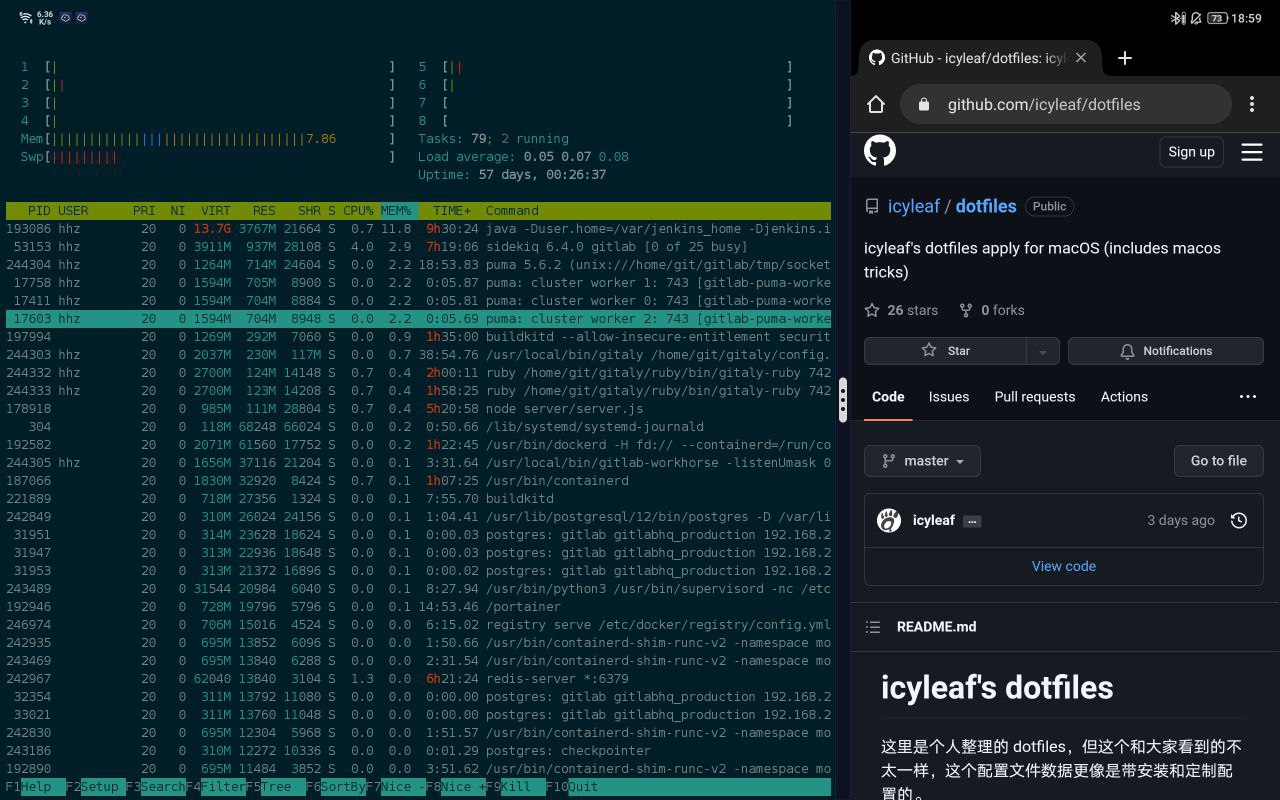 6.36
K/s
1 [| ] 5 [|| ]
2 [|| ] 6 [| ]
3 [| ] 7 [ ]
4 [| ] 8 [ ]
Mem[||||||||||||||||||||||||||||||||||7.86 ] Tasks: 79; 2 running
Swp[||||||||| ] Load average: 0.05 0.07 0.08
Uptime: 57 days, 00:26:37
PID USER PRI NI VIRT RES SHR S CPU% MEM% TIME+ Command
193086 hhz 20 0 13.7G 3767M 21664 S 0.7 11.8 9h30:24 java -Duser.home=/var/jenkins_home -Djenkins.i
53153 hhz 20 0 3911M 937M 28108 S 4.0 2.9 7h19:06 sidekiq 6.4.0 gitlab [0 of 25 busy]
244304 hhz 20 0 1264M 714M 24604 S 0.0 2.2 18:53.83 puma 5.6.2 (unix:///home/git/gitlab/tmp/socket
17758 hhz 20 0 1594M 705M 8900 S 0.0 2.2 0:05.87 puma: cluster worker 1: 743 [gitlab-puma-worke
17411 hhz 20 0 1594M 704M 8884 S 0.0 2.2 0:05.81 puma: cluster worker 0: 743 [gitlab-puma-worke
17603 hhz 20 0 1594M 704M 8948 S 0.0 2.2 0:05.69 puma: cluster worker 2: 743 [gitlab-puma-worke
197994 20 0 1269M 292M 7060 S 0.0 0.9 1h35:00 buildkitd --allow-insecure-entitlement securit
244303 hhz 20 0 2037M 230M 117M S 0.0 0.7 38:54.76 /usr/local/bin/gitaly /home/git/gitaly/config.
244332 hhz 20 0 2700M 124M 14148 S 0.7 0.4 2h00:11 ruby /home/git/gitaly/ruby/bin/gitaly-ruby 742
244333 hhz 20 0 2700M 123M 14208 S 0.7 0.4 1h58:25 ruby /home/git/gitaly/ruby/bin/gitaly-ruby 742
178918 20 0 985M 111M 28804 S 0.7 0.4 5h20:58 node server/server.js
304 20 0 118M 68248 66024 S 0.0 0.2 0:50.66 /lib/systemd/systemd-journald
192582 20 0 2071M 61560 17752 S 0.0 0.2 1h22:45 /usr/bin/dockerd -H fd:// --containerd=/run/co
244305 hhz 20 0 1656M 37116 21204 S 0.0 0.1 3:31.64 /usr/local/bin/gitlab-workhorse -listenUmask 0
187066 20 0 1830M 32920 8424 S 0.7 0.1 1h07:25 /usr/bin/containerd
221889 20 0 718M 27356 1324 S 0.0 0.1 7:55.70 buildkitd
242849 20 0 310M 26024 24156 S 0.0 0.1 1:04.41 /usr/lib/postgresql/12/bin/postgres -D /var/li
31951 20 0 314M 23628 18624 S 0.0 0.1 0:00.03 postgres: gitlab gitlabhq_production 192.168.2
31947 20 0 313M 22936 18648 S 0.0 0.1 0:00.03 postgres: gitlab gitlabhq_production 192.168.2
31953 20 0 313M 21372 16896 S 0.0 0.1 0:00.02 postgres: gitlab gitlabhq_production 192.168.2
243489 20 0 31544 20984 6040 S 0.0 0.1 8:27.94 /usr/bin/python3 /usr/bin/supervisord -nc /etc
192946 20 0 728M 19796 5796 S 0.0 0.1 14:53.46 /portainer
246974 20 0 706M 15016 4524 S 0.0 0.0 6:15.02 registry serve /etc/docker/registry/config.yml
242935 20 0 695M 13852 6096 S 0.0 0.0 1:50.66 /usr/bin/containerd-shim-runc-v2 -namespace mo
243469 20 0 695M 13840 6288 S 0.0 0.0 2:31.54 /usr/bin/containerd-shim-runc-v2 -namespace mo
242967 20 0 62040 13840 3104 S 1.3 0.0 6h21:24 redis-server *:6379
32354 20 0 311M 13792 11080 S 0.0 0.0 0:00.00 postgres: gitlab gitlabhq_production 192.168.2
33021 20 0 311M 13760 11048 S 0.0 0.0 0:00.00 postgres: gitlab gitlabhq_production 192.168.2
242830 20 0 695M 12304 5968 S 0.0 0.0 1:51.57 /usr/bin/containerd-shim-runc-v2 -namespace mo
243186 20 0 310M 12272 10336 S 0.0 0.0 0:01.29 postgres: checkpointer
192890 20 0 695M 11484 3852 S 0.0 0.0 3:51.62 /usr/bin/containerd-shim-runc-v2 -namespace mo
F1Help F2Setup F3SearchF4FilterF5Tree F6SortByF7Nice -F8Nice +F9Kill F10Quit
73 18:59
GitHub - icyleaf/dotfiles: icyl
github.com/icyleaf/dotfiles
Sign up
icyleaf / dotfiles Public
icyleaf's dotfiles apply for macOS (includes macos
tricks)
26 stars 0 forks
Star Notifications
Code Issues Pull requests Actions
master Go to file
icyleaf ... 3 days ago
View code
README.md
icyleaf's dotfiles
这里是个人整理的 dotfiles，但这个和大家看到的不
太一样，这个配置文件数据更像是带安装和定制配
置的。